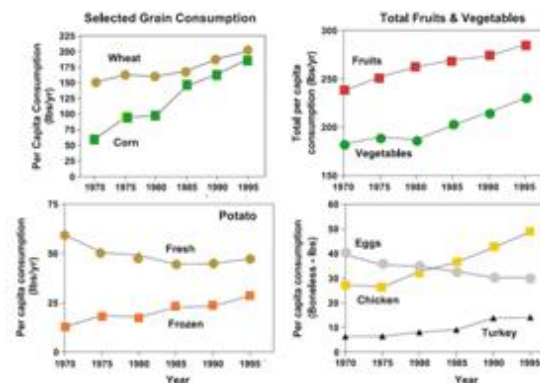 Selected Grain Consumption
Per Capita Consumption
(lbs/yr)
225
200
175
150
125
100
75
50
25
0
Wheat
Corn
1970 1975 1980 1985 1990 1995
Total Fruits & Vegetables
Total per capita
consumption (lbs/yr)
300
250
200
150
Fruits
Vegetables
1970 1975 1980 1985 1990 1995
Potato
Per capita consumption
(lbs/yr)
75
50
25
0
Fresh
Frozen
1970 1975 1980 1985 1990 1995
Year
Per capita consumption
(Boneless - lbs)
60
50
40
30
20
10
0
Eggs
Chicken
Turkey
1970 1975 1980 1985 1990 1995
Year